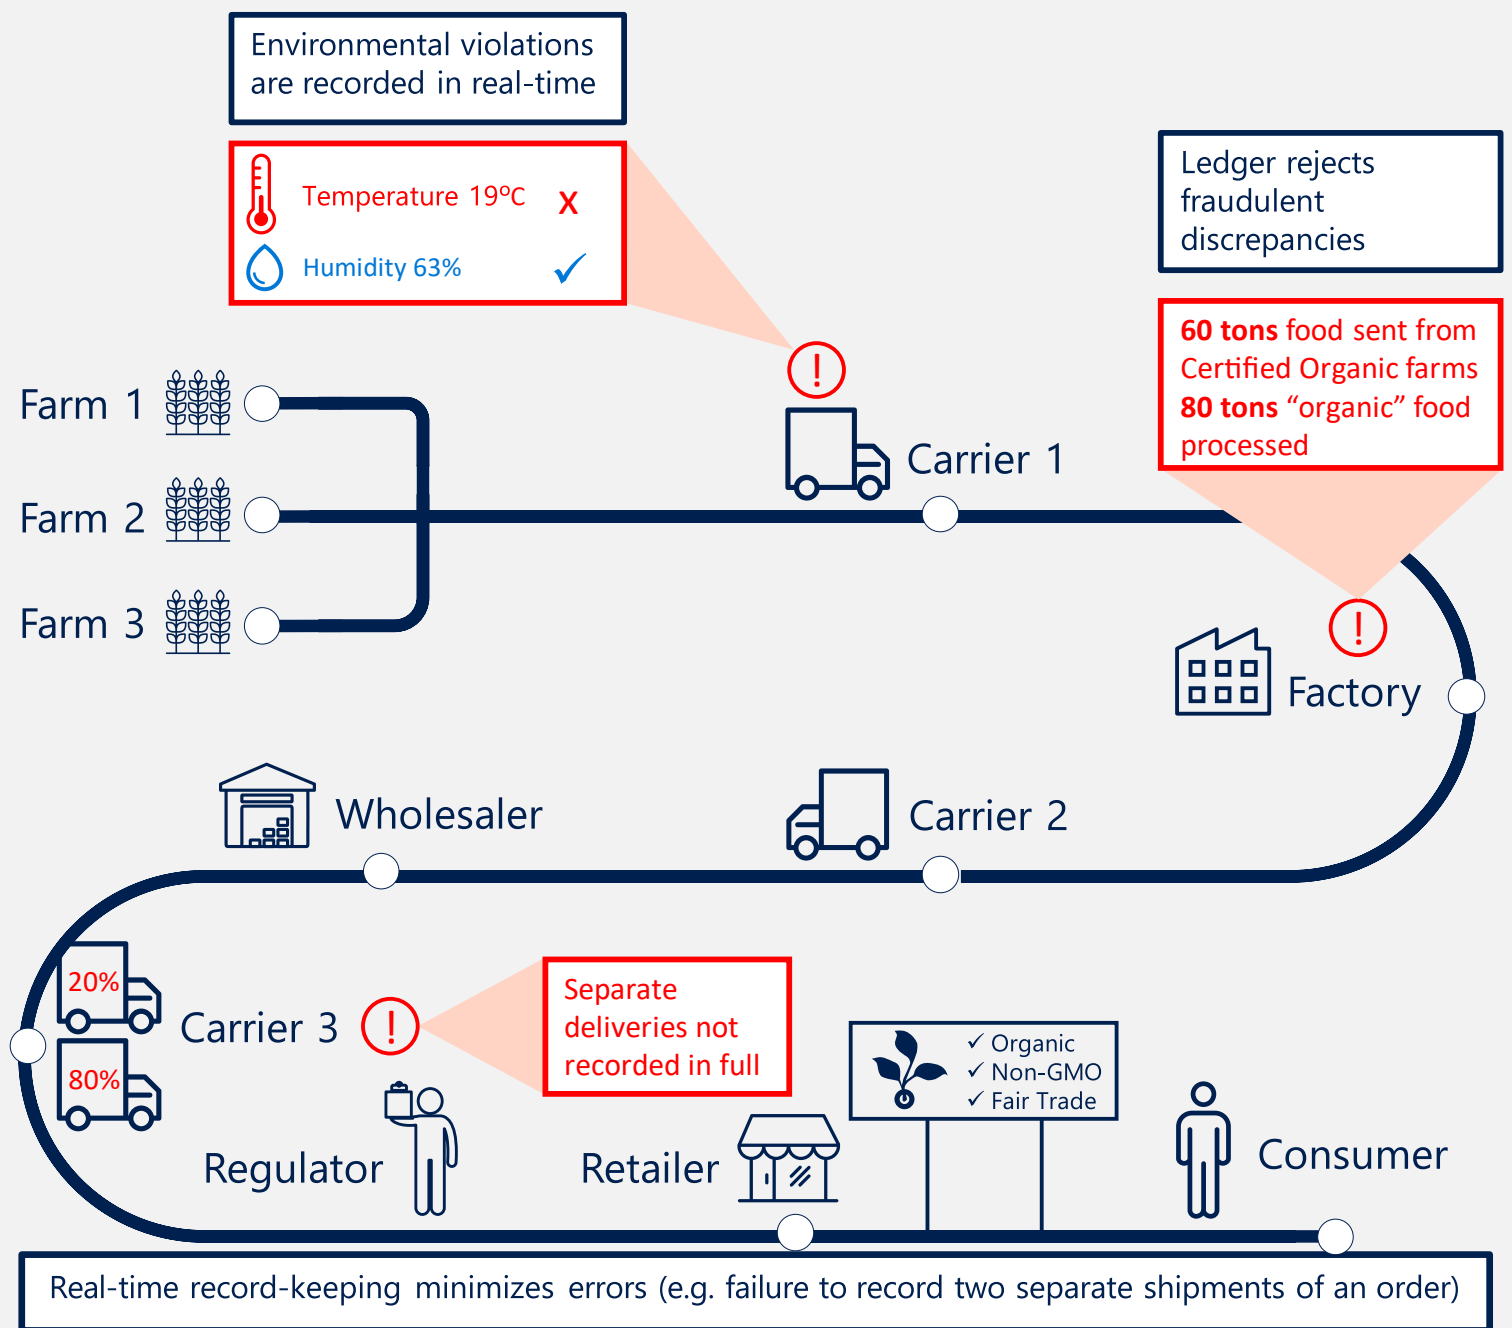 Environmental violations
are recorded in real-time
Temperature 19ºC x
Humidity 63% ✓
Ledger rejects
fraudulent
discrepancies
60 tons food sent from
Certified Organic farms
80 tons “organic” food
processed
Farm 1
Farm 2
Farm 3
Carrier 1
Factory
Wholesaler
Carrier 2
20%
80%
Carrier 3
Separate
deliveries not
recorded in full
✓ Organic
✓ Non-GMO
✓ Fair Trade
Regulator
Retailer
Consumer
Real-time record-keeping minimizes errors (e.g. failure to record two separate shipments of an order)